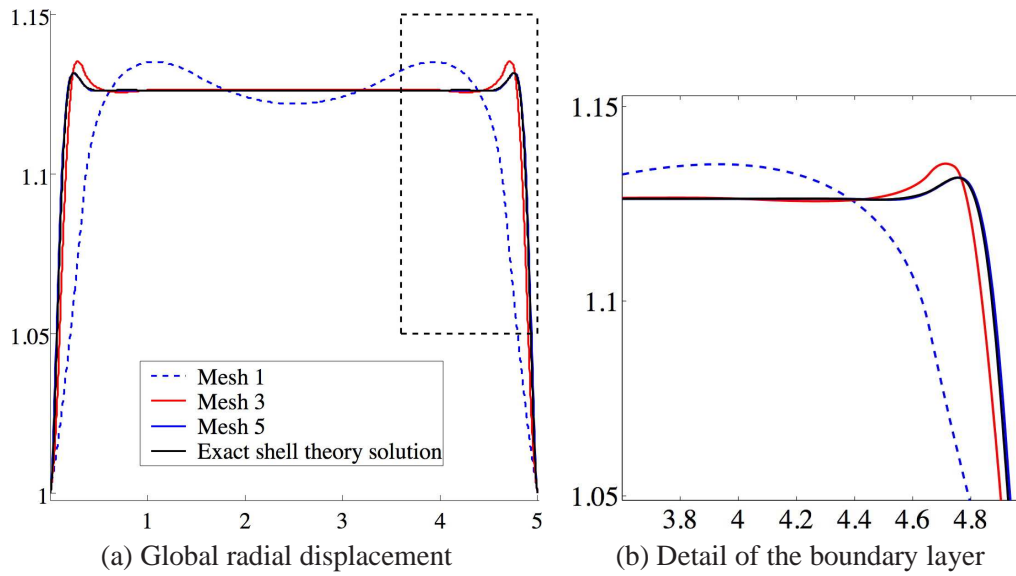 1.15
1.1
1.05
1
Mesh 1
Mesh 3
Mesh 5
Exact shell theory solution
1 2 3 4 5
(a) Global radial displacement
1.15
1.1
1.05
3.8 4 4.2 4.4 4.6 4.8
(b) Detail of the boundary layer